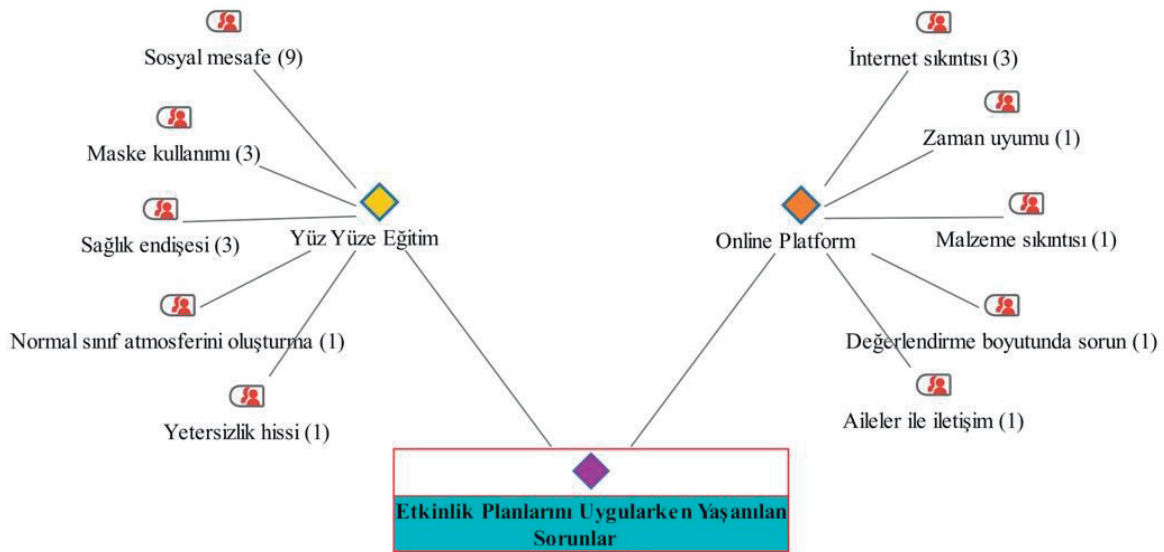 Sosyal mesafe (9)
Maske kullanımı (3)
Sağlık endişesi (3)
Yüz Yüze Eğitim
Normal sınıf atmosferini oluşturma (1)
Yetersizlik hissi (1)
İnternet sıkıntısı (3)
Zaman uyumu (1)
Online Platform
Malzeme sıkıntısı (1)
Değerlendirme boyutunda sorun (1)
Aileler ile iletişim (1)
Etkinlik Planlarını Uygularken Yaşanılan
Sorunlar